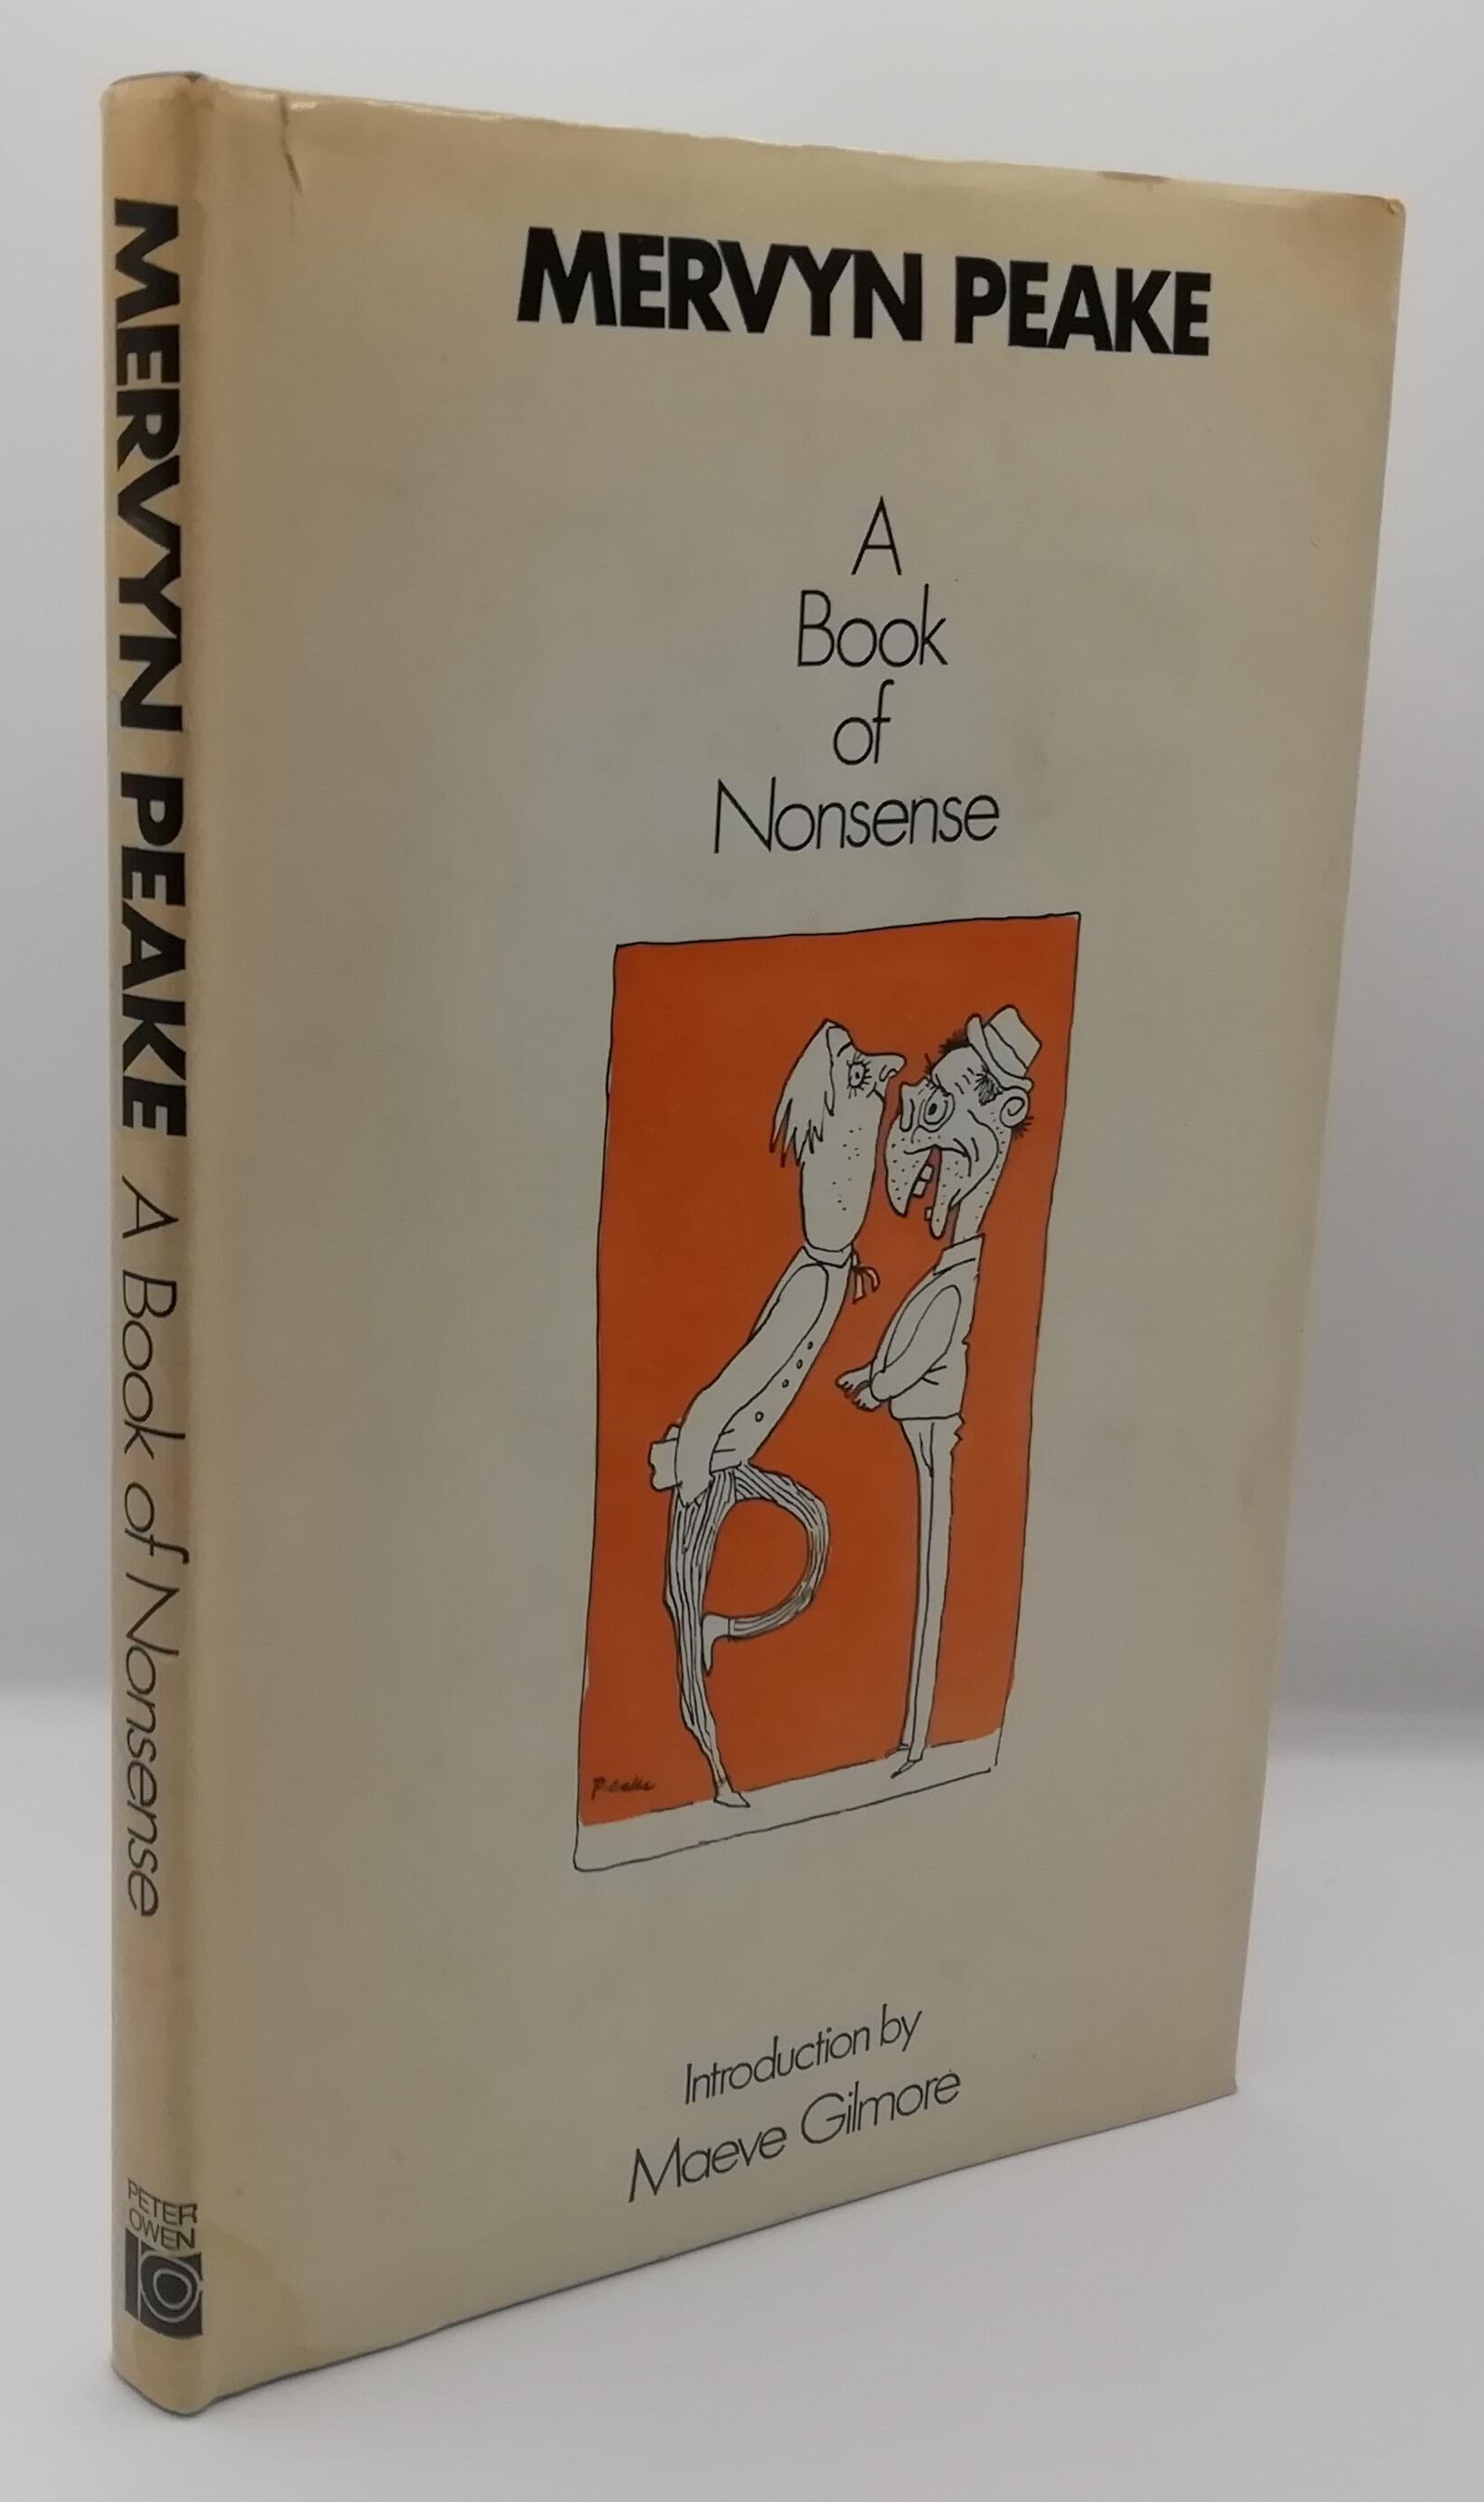 MERVYN PEAKE
A
Book
of
Nonsense
Peake
Introduction by
Maeve Gilmore
MERVYN PEAKE A Book of Nonsense
PETER
OWEN